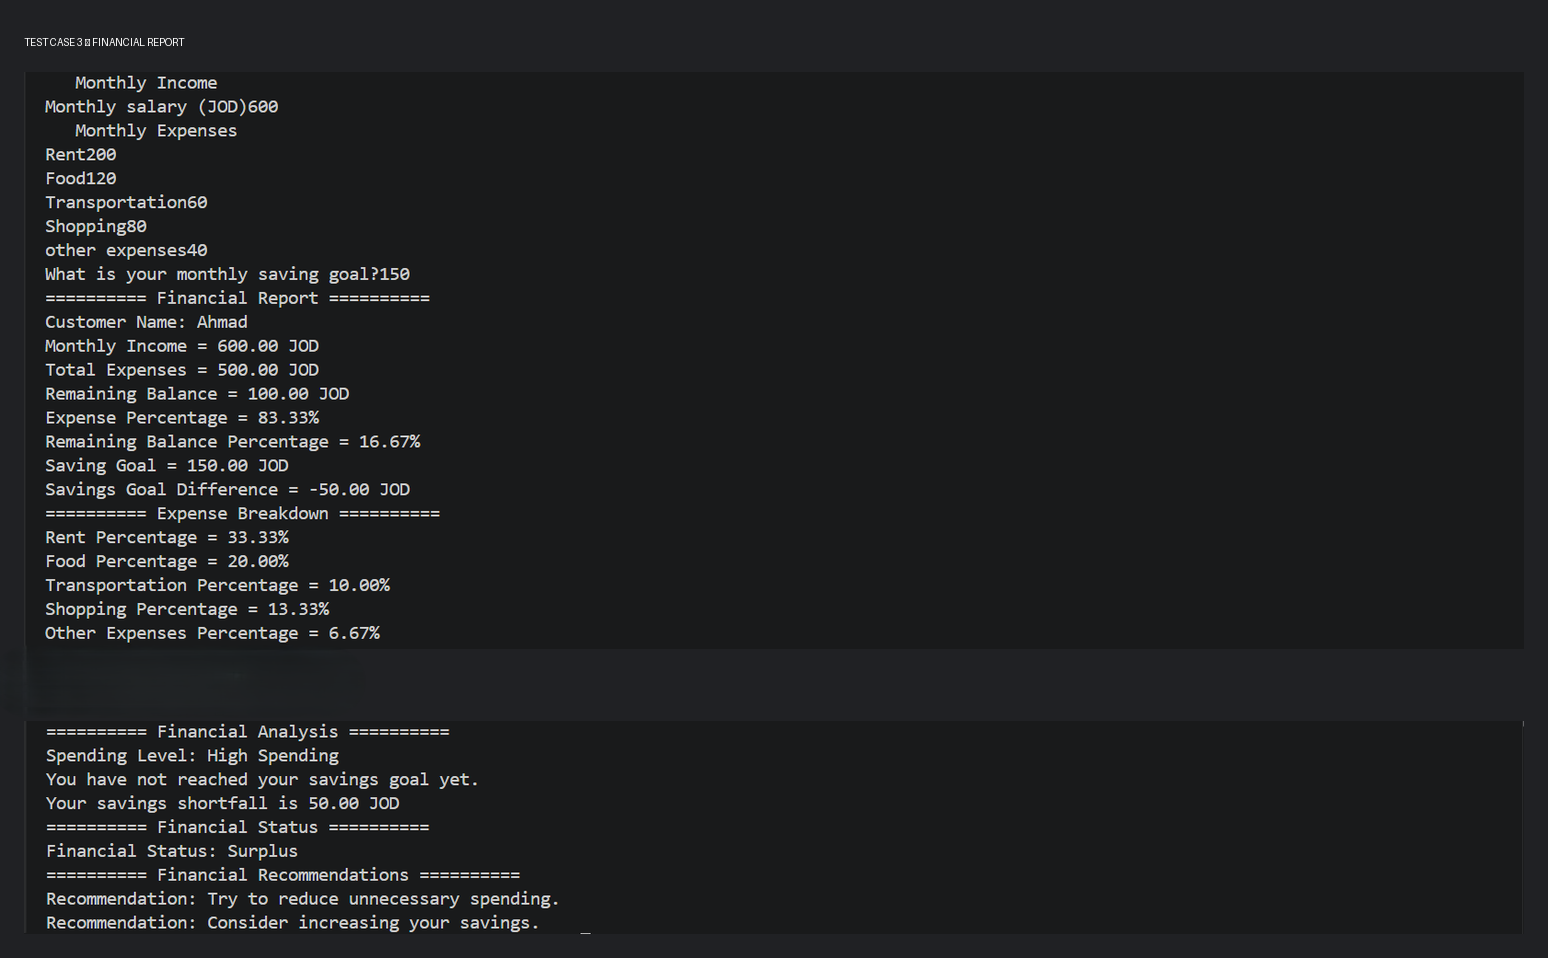 TEST CASE 3 ▯ FINANCIAL REPORT
Monthly Income
Monthly salary (JOD)600
Monthly Expenses
Rent200
Food120
Transportation60
Shopping80
other expenses40
What is your monthly saving goal?150
========== Financial Report ==========
Customer Name: Ahmad
Monthly Income = 600.00 JOD
Total Expenses = 500.00 JOD
Remaining Balance = 100.00 JOD
Expense Percentage = 83.33%
Remaining Balance Percentage = 16.67%
Saving Goal = 150.00 JOD
Savings Goal Difference = -50.00 JOD
========== Expense Breakdown ==========
Rent Percentage = 33.33%
Food Percentage = 20.00%
Transportation Percentage = 10.00%
Shopping Percentage = 13.33%
Other Expenses Percentage = 6.67%
========== Financial Analysis ==========
Spending Level: High Spending
You have not reached your savings goal yet.
Your savings shortfall is 50.00 JOD
========== Financial Status ==========
Financial Status: Surplus
========== Financial Recommendations ==========
Recommendation: Try to reduce unnecessary spending.
Recommendation: Consider increasing your savings.